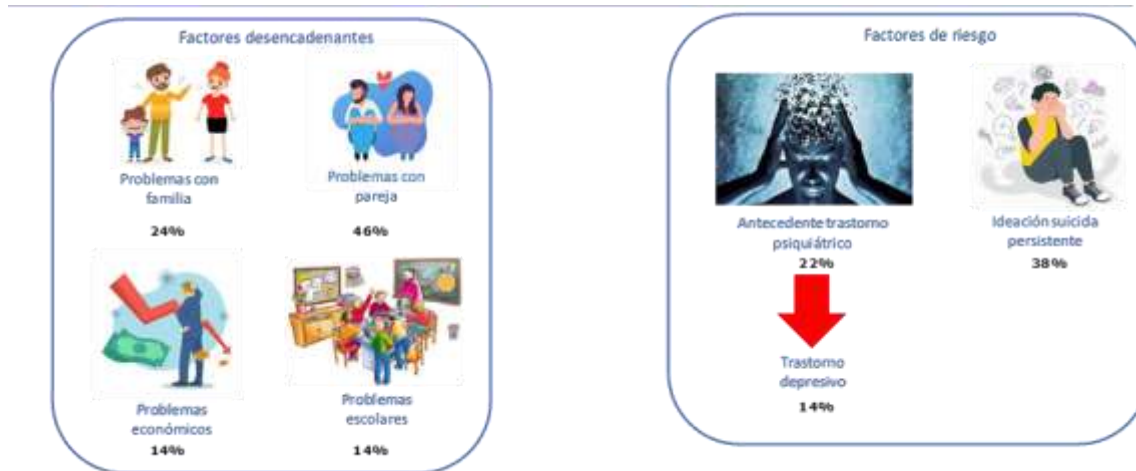 Factores desencadenantes
Problemas con
familia
24%
Problemas con
pareja
46%
Problemas
económicos
14%
Problemas
escolares
14%
Factores de riesgo
Antecedente trastorno
psiquiátrico
22%
Trastorno
depresivo
14%
Ideación suicida
persistente
38%